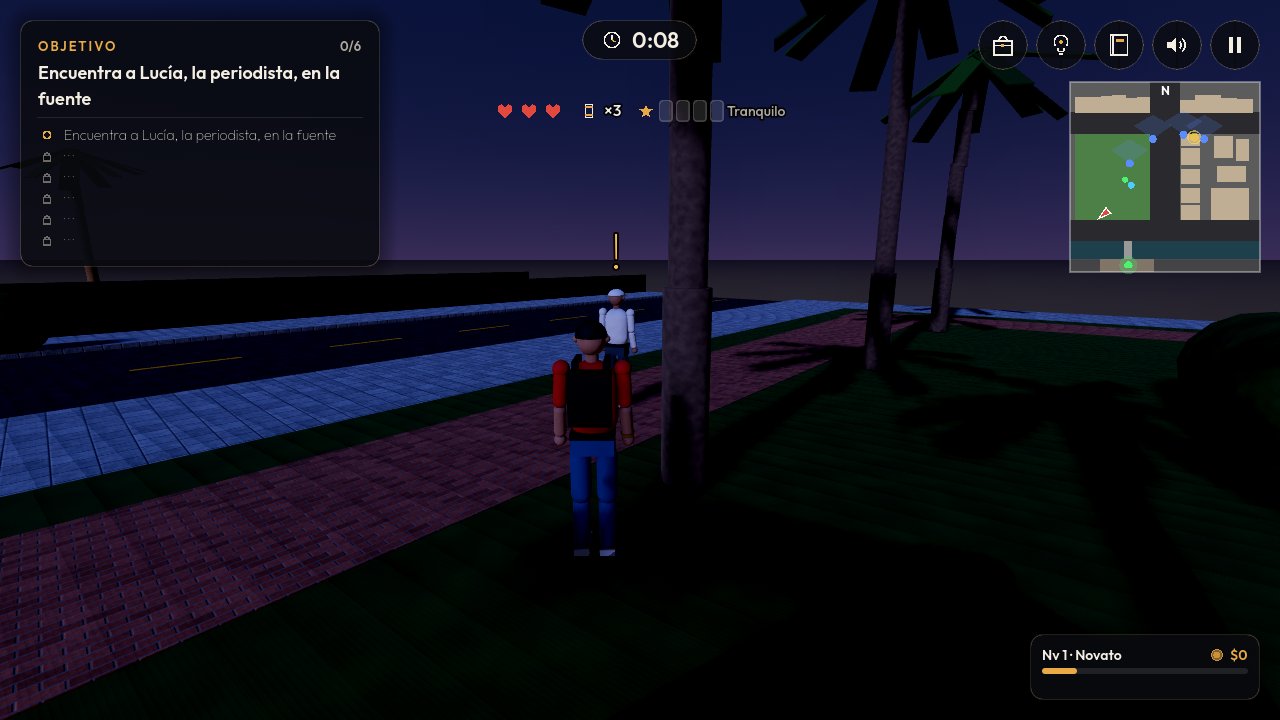 OBJETIVO 0/6
Encuentra a Lucía, la periodista, en la
fuente
Encuentra a Lucía, la periodista, en la fuente
...
...
...
...
...
0:08
×3 Tranquilo
N
!
Nv 1 · Novato $0